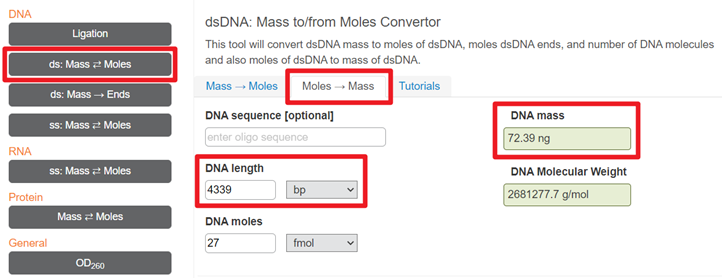 DNA
Ligation
ds: Mass ⇄ Moles
ds: Mass → Ends
ss: Mass ⇄ Moles
RNA
ss: Mass ⇄ Moles
Protein
Mass ⇄ Moles
General
OD260
dsDNA: Mass to/from Moles Convertor
This tool will convert dsDNA mass to moles of dsDNA, moles dsDNA ends, and number of DNA molecules
and also moles of dsDNA to mass of dsDNA.
Mass → Moles Moles → Mass Tutorials
DNA sequence [optional]
enter oligo sequence
DNA length
4339 bp
DNA moles
27 fmol
DNA mass
72.39 ng
DNA Molecular Weight
2681277.7 g/mol